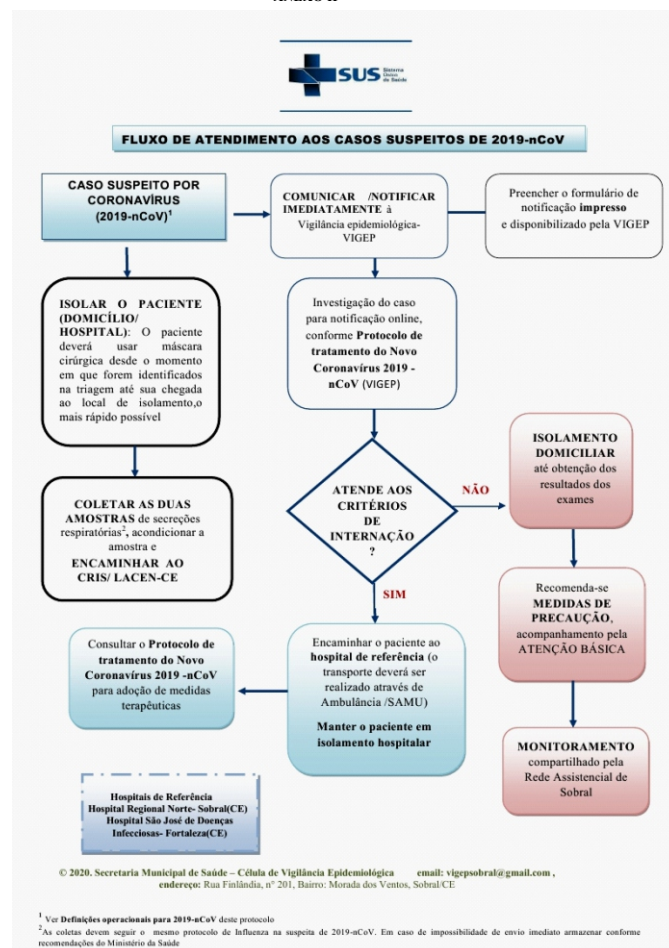 ANEXO II
SUS Sistema
Único
de Saúde
FLUXO DE ATENDIMENTO AOS CASOS SUSPEITOS DE 2019-nCoV
CASO SUSPEITO POR
CORONAVÍRUS
(2019-nCoV)1
COMUNICAR /NOTIFICAR
IMEDIATAMENTE à
Vigilância epidemiológica-
VIGEP
Preencher o formulário de
notificação impresso
e disponibilizado pela VIGEP
ISOLAR O PACIENTE
(DOMICÍLIO/
HOSPITAL): O paciente
deverá usar máscara
cirúrgica desde o momento
em que forem identificados
na triagem até sua chegada
ao local de isolamento,o
mais rápido possível
Investigação do caso
para notificação online,
conforme Protocolo de
tratamento do Novo
Coronavírus 2019 -
nCoV (VIGEP)
COLETAR AS DUAS
AMOSTRAS de secreções
respiratórias2, acondicionar a
amostra e
ENCAMINHAR AO
CRIS/ LACEN-CE
ATENDE AOS
CRITÉRIOS
DE
INTERNAÇÃO
?
NÃO
SIM
ISOLAMENTO
DOMICILIAR
até obtenção dos
resultados dos
exames
Recomenda-se
MEDIDAS DE
PRECAUÇÃO,
acompanhamento pela
ATENÇÃO BÁSICA
MONITORAMENTO
compartilhado pela
Rede Assistencial de
Sobral
Encaminhar o paciente ao
hospital de referência (o
transporte deverá ser
realizado através de
Ambulância /SAMU)
Manter o paciente em
isolamento hospitalar
Consultar o Protocolo de
tratamento do Novo
Coronavírus 2019 -nCoV
para adoção de medidas
terapêuticas
Hospitais de Referência
Hospital Regional Norte- Sobral(CE)
Hospital São José de Doenças
Infecciosas- Fortaleza(CE)
© 2020. Secretaria Municipal de Saúde – Célula de Vigilância Epidemiológica email: vigepsobral@gmail.com ,
endereço: Rua Finlândia, n° 201, Bairro: Morada dos Ventos, Sobral/CE
1 Ver Definições operacionais para 2019-nCoV deste protocolo
2As coletas devem seguir o mesmo protocolo de Influenza na suspeita de 2019-nCoV. Em caso de impossibilidade de envio imediato armazenar conforme
recomendações do Ministério da Saúde